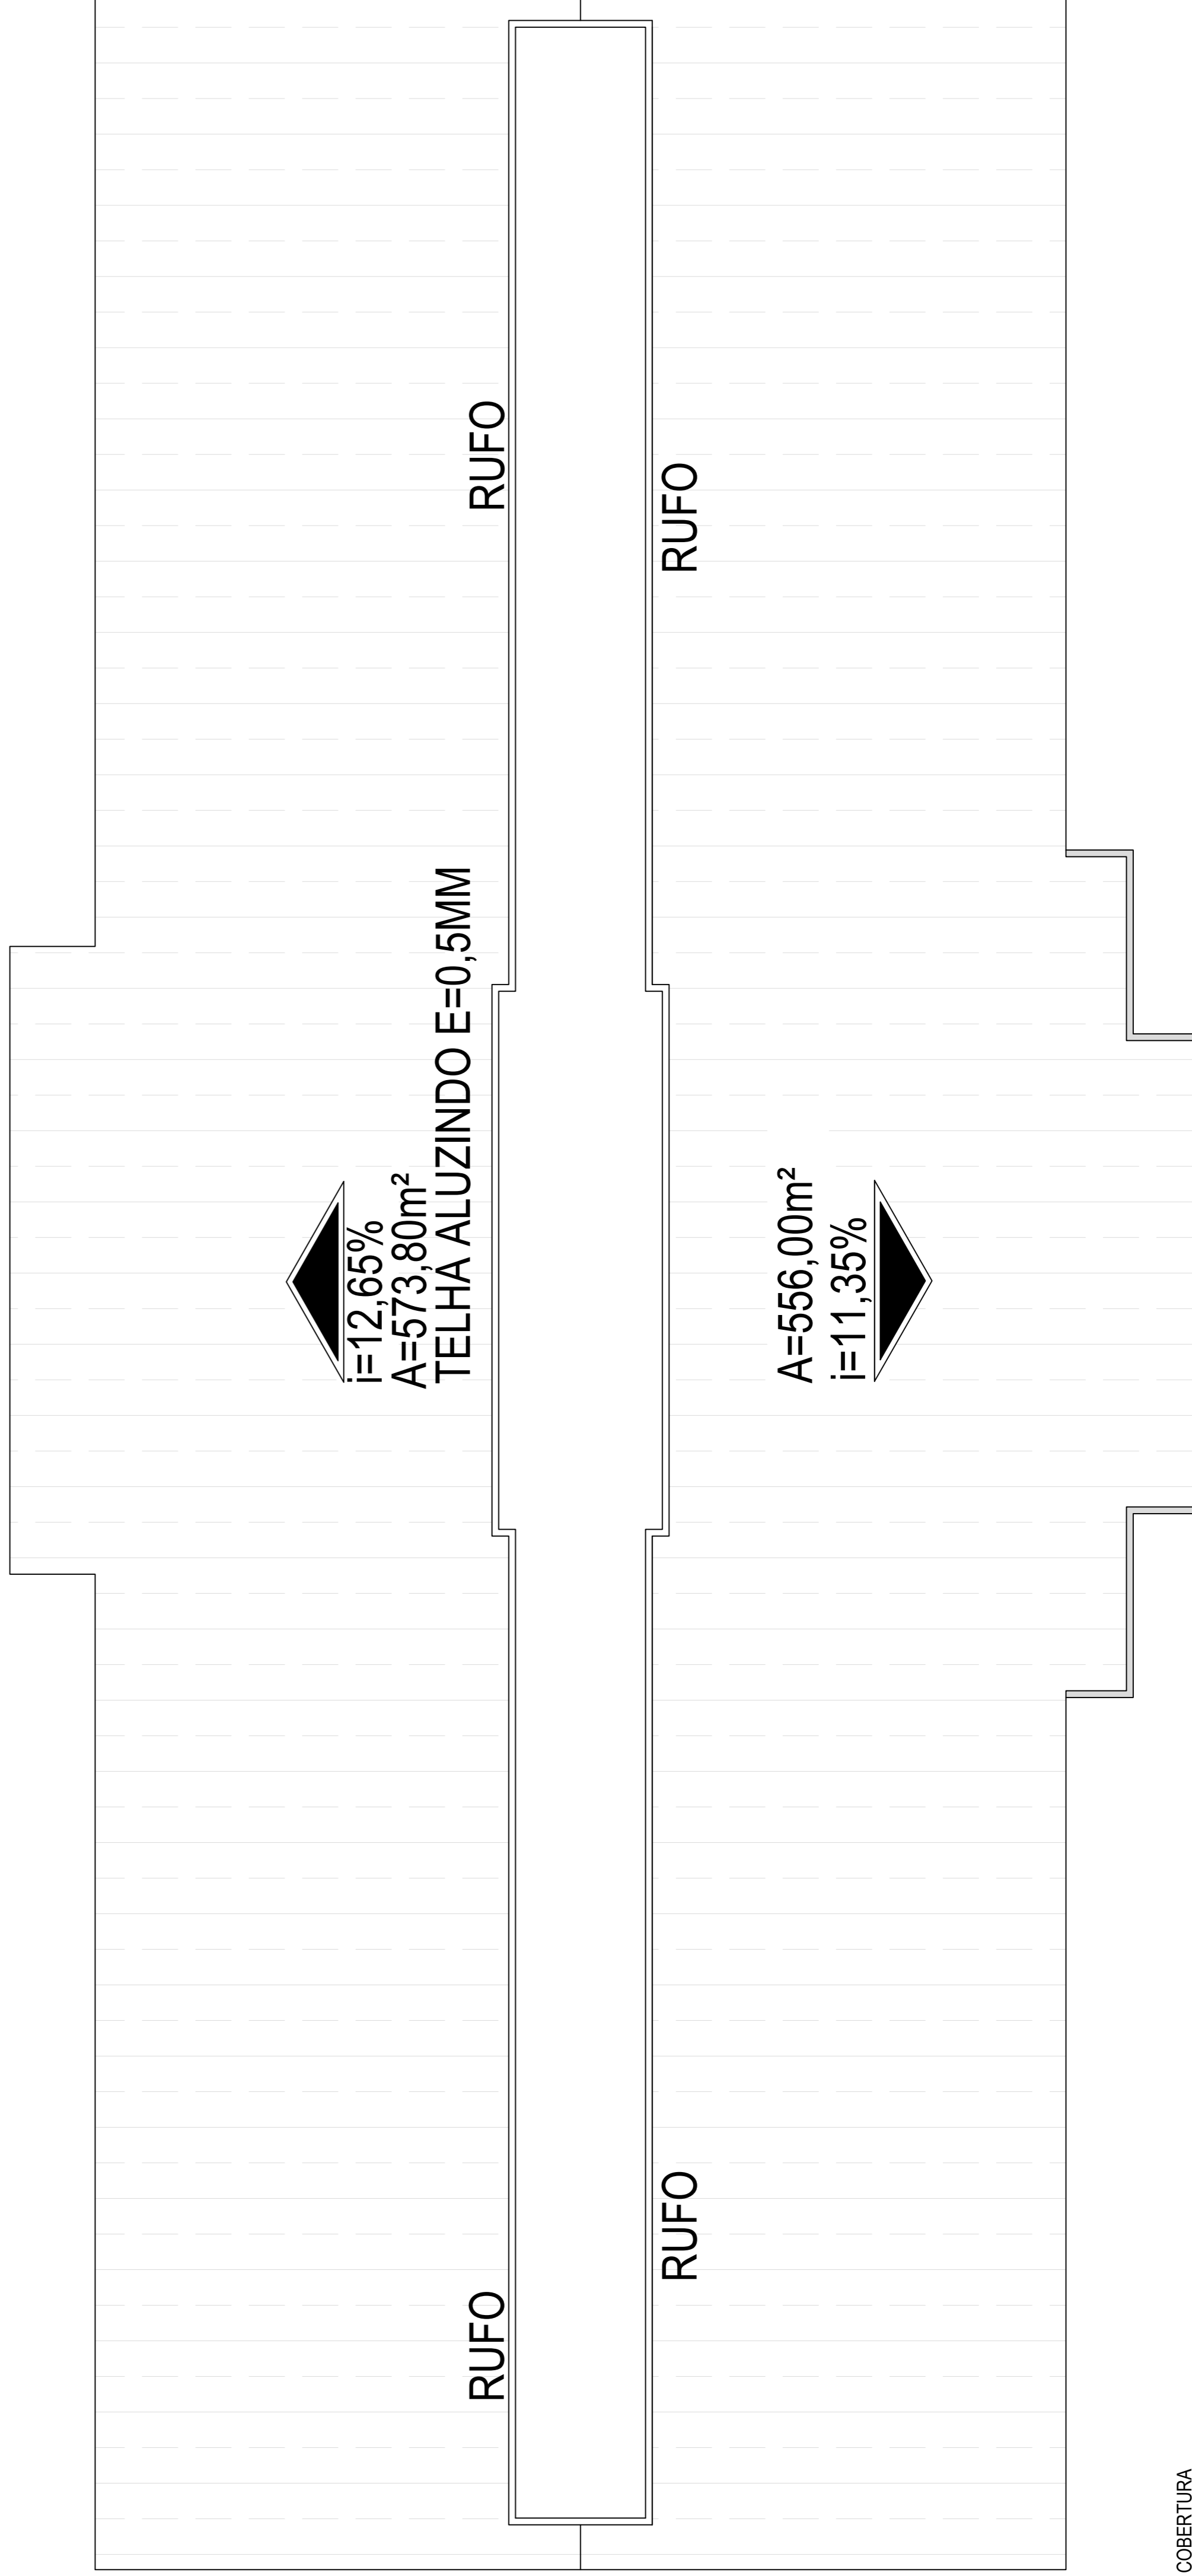 i=12,65%
A=573,80m²
TELHA ALUZINDO E=0,5MM
RUFO
RUFO
RUFO
RUFO
A=556,00m²
i=11,35%
COBERTURA